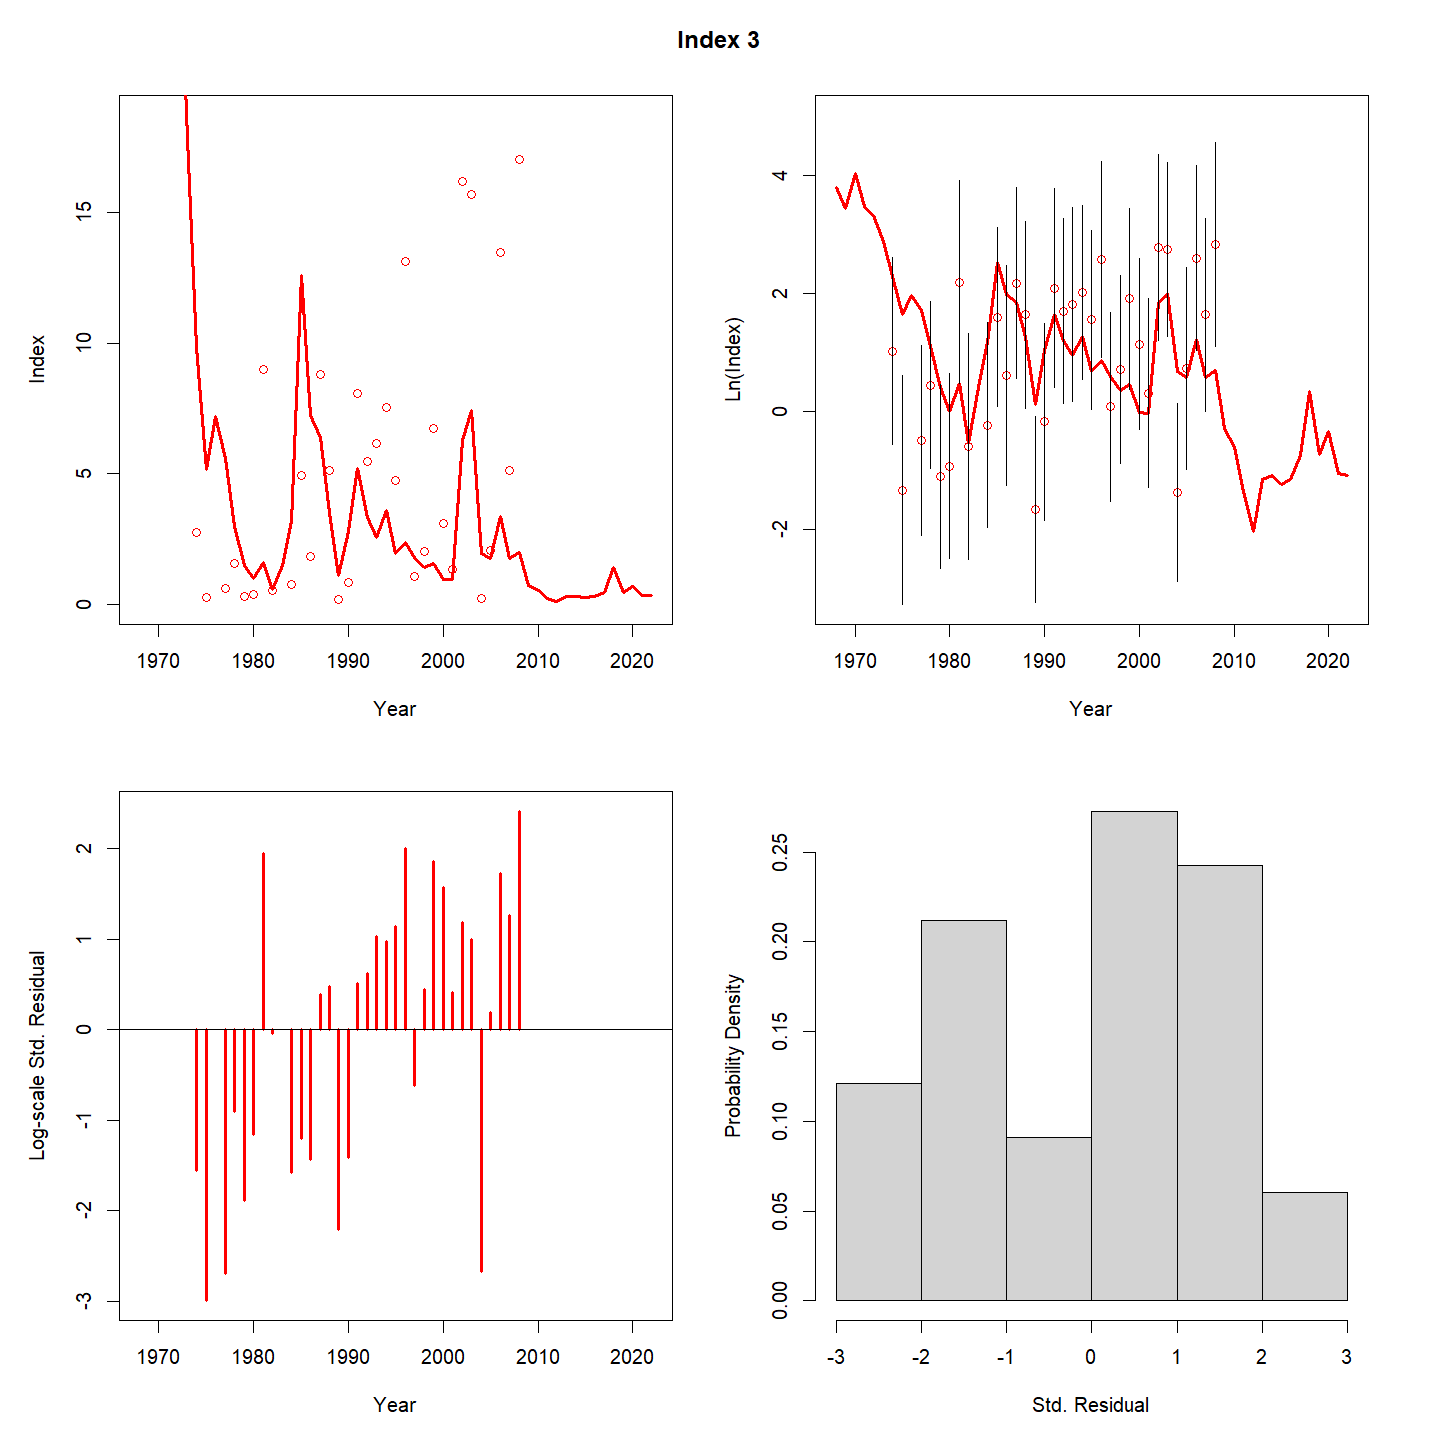 Index 3
Index
0 5 10 15
1970 1980 1990 2000 2010 2020
Year
Ln(Index)
-2 0 2 4
1970 1980 1990 2000 2010 2020
Year
Log-scale Std. Residual
-3 -2 -1 0 1 2
1970 1980 1990 2000 2010 2020
Year
Probability Density
0.00 0.05 0.10 0.15 0.20 0.25
-3 -2 -1 0 1 2 3
Std. Residual